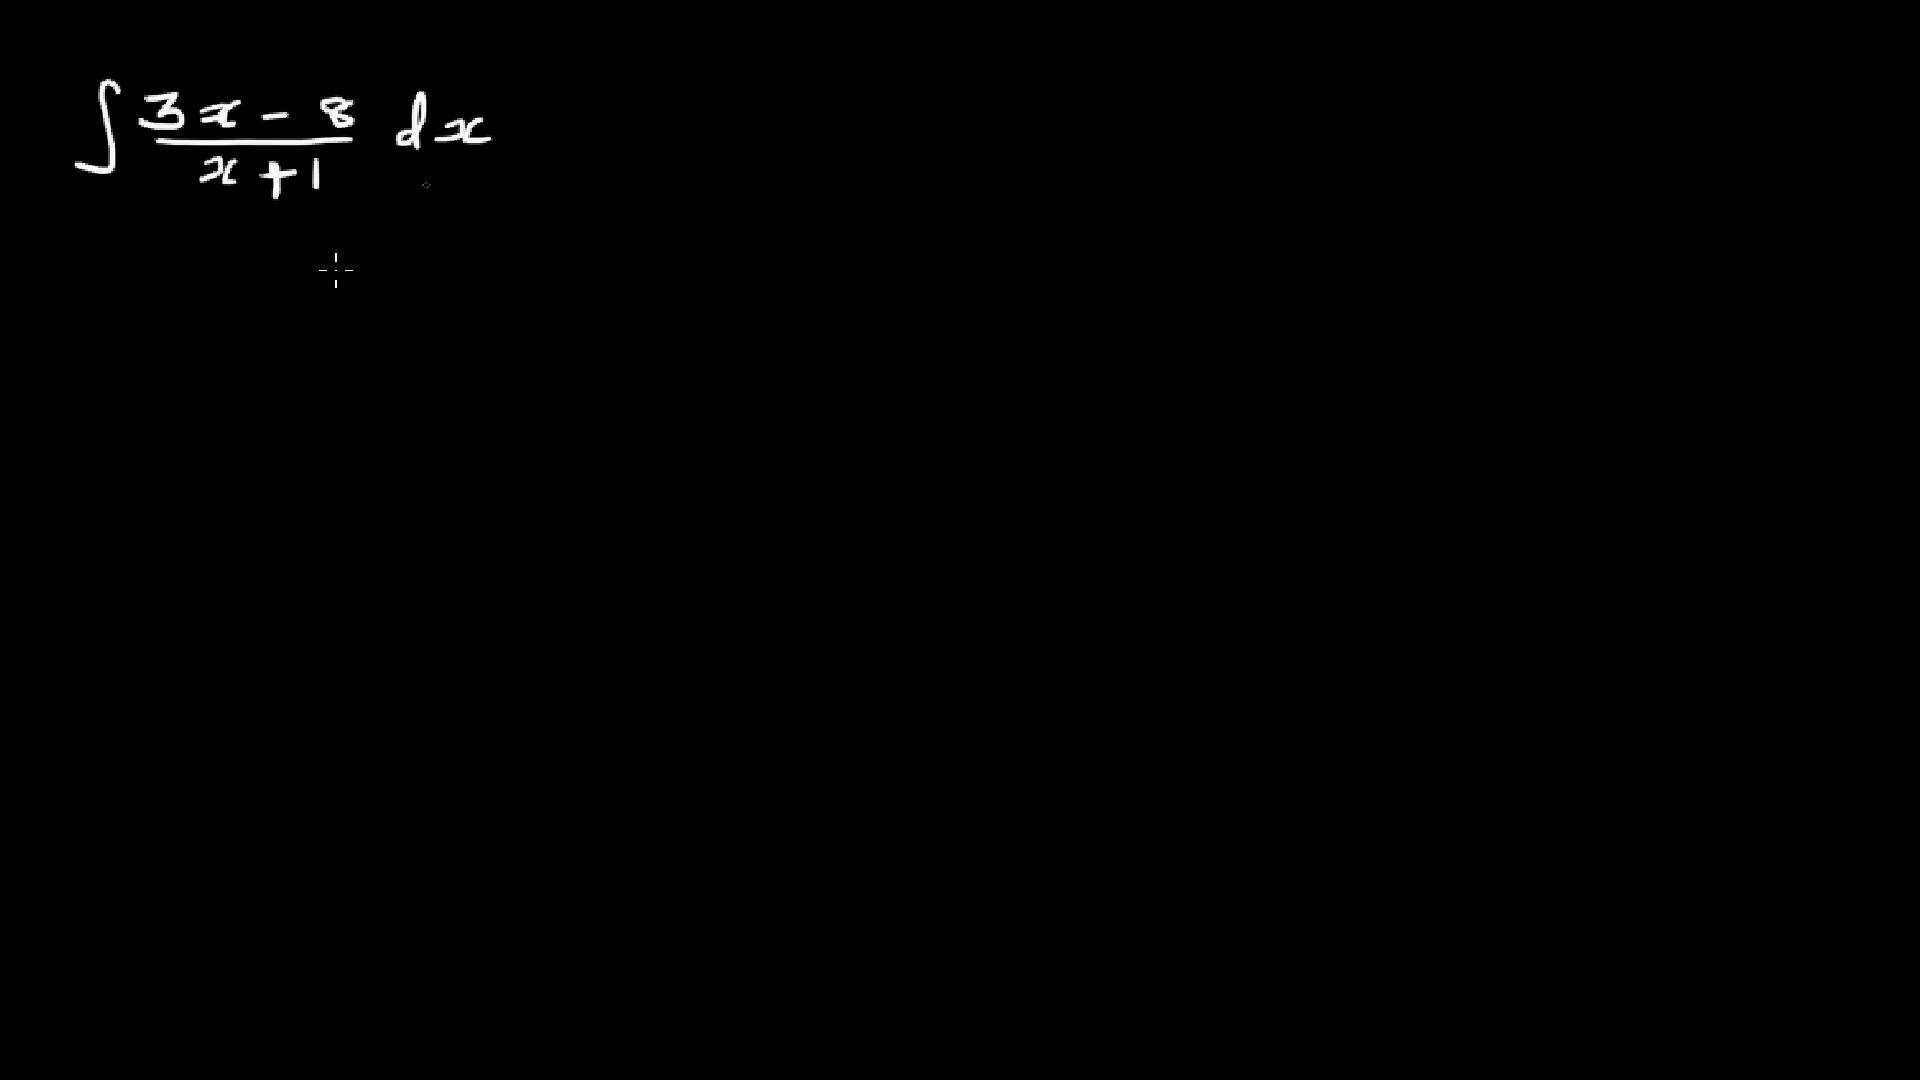 ∫ (3x - 8)/(x + 1) dx